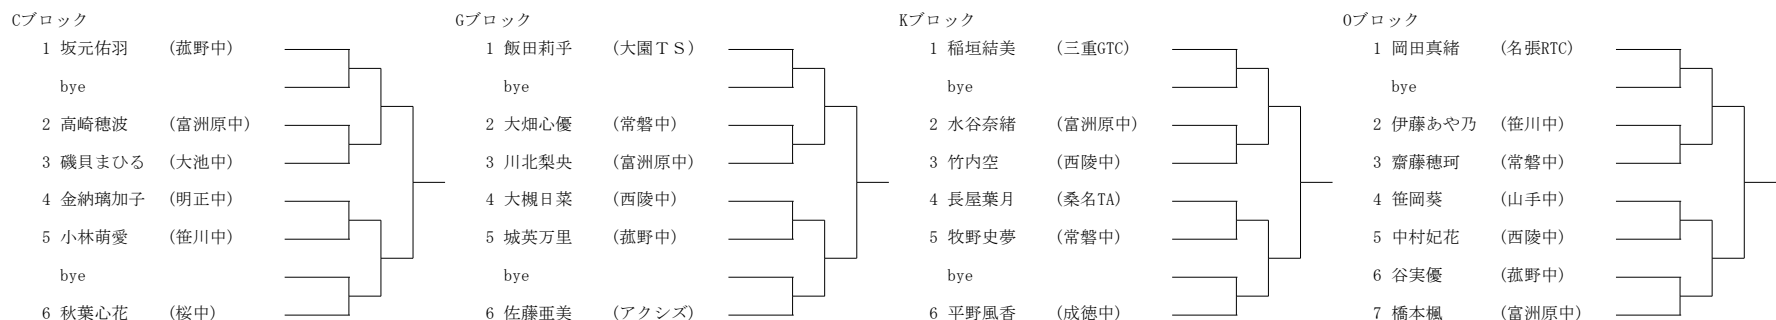 Cブロック
1 坂元佑羽 (菰野中)
bye
2 高崎穂波 (富洲原中)
3 磯貝まひる (大池中)
4 金納璃加子 (明正中)
5 小林萌愛 (笹川中)
bye
6 秋葉心花 (桜中)
Gブロック
1 飯田莉乎 (大園TS)
bye
2 大畑心優 (常磐中)
3 川北梨央 (富洲原中)
4 大槻日菜 (西陵中)
5 城英万里 (菰野中)
bye
6 佐藤亜美 (アクシズ)
Kブロック
1 稲垣結美 (三重GTC)
bye
2 水谷奈緒 (富洲原中)
3 竹内空 (西陵中)
4 長屋葉月 (桑名TA)
5 牧野史夢 (常磐中)
bye
6 平野風香 (成徳中)
Oブロック
1 岡田真緒 (名張RTC)
bye
2 伊藤あや乃 (笹川中)
3 齋藤穂珂 (常磐中)
4 笹岡葵 (山手中)
5 中村妃花 (西陵中)
6 谷実優 (菰野中)
7 橋本楓 (富洲原中)